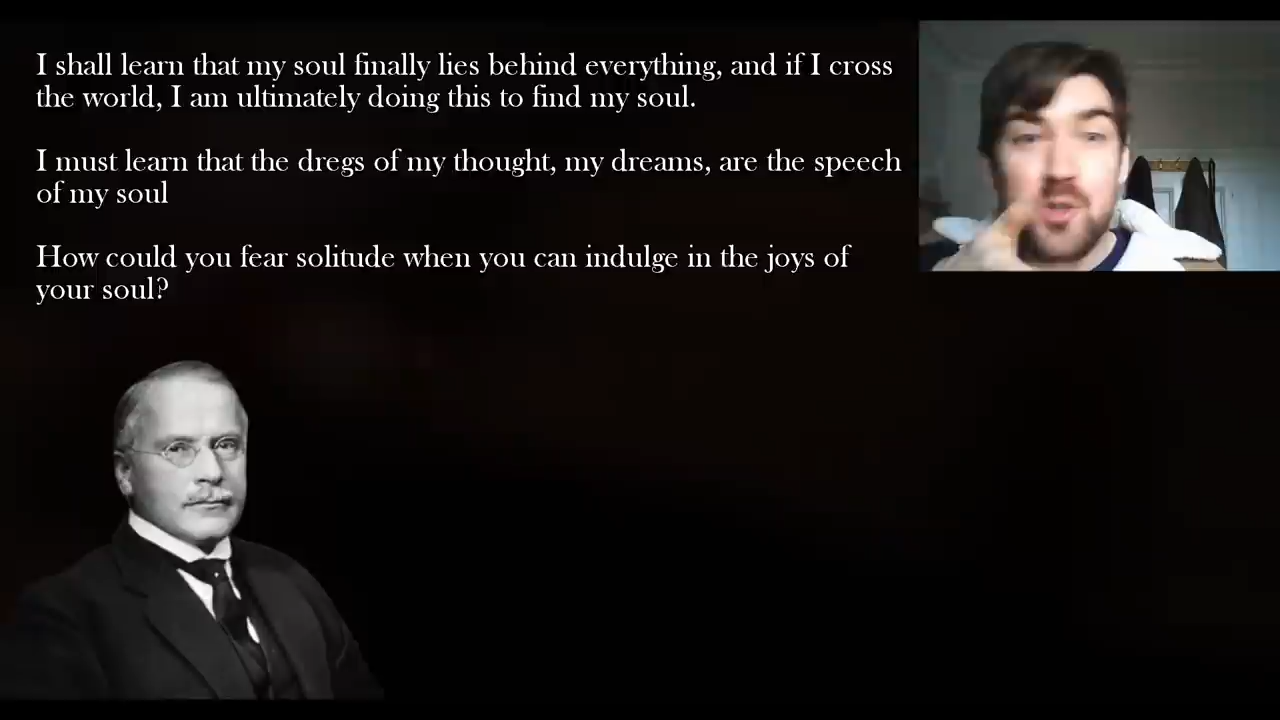 I shall learn that my soul finally lies behind everything, and if I cross
the world, I am ultimately doing this to find my soul.
I must learn that the dregs of my thought, my dreams, are the speech
of my soul
How could you fear solitude when you can indulge in the joys of
your soul?